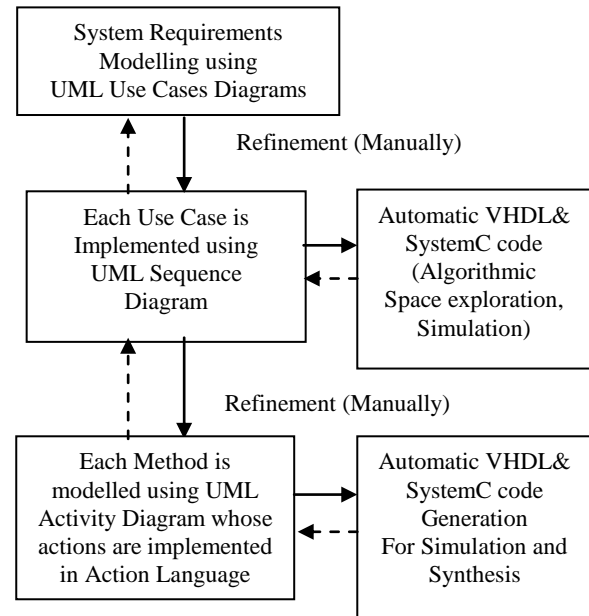 System Requirements
Modelling using
UML Use Cases Diagrams
Refinement (Manually)
Each Use Case is
Implemented using
UML Sequence
Diagram
Automatic VHDL&
SystemC code
(Algorithmic
Space exploration,
Simulation)
Refinement (Manually)
Each Method is
modelled using UML
Activity Diagram whose
actions are implemented
in Action Language
Automatic VHDL&
SystemC code
Generation
For Simulation and
Synthesis